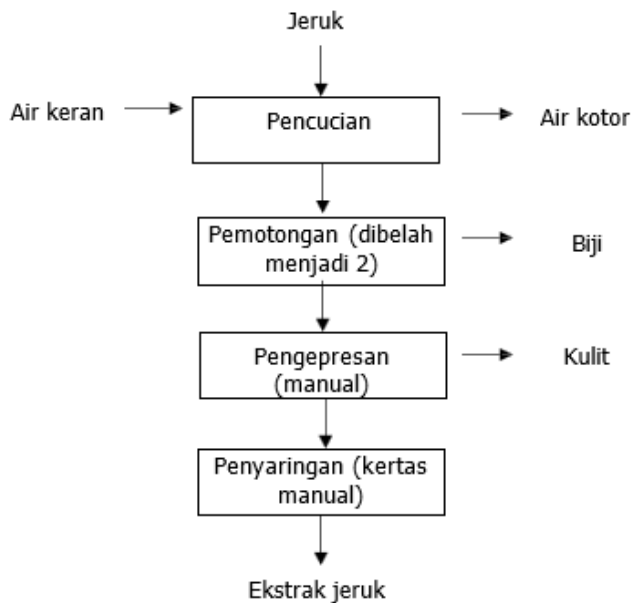 Jeruk
Air keran
Pencucian
Air kotor
Pemotongan (dibelah
menjadi 2)
Biji
Pengepresan
(manual)
Kulit
Penyaringan (kertas
manual)
Ekstrak jeruk